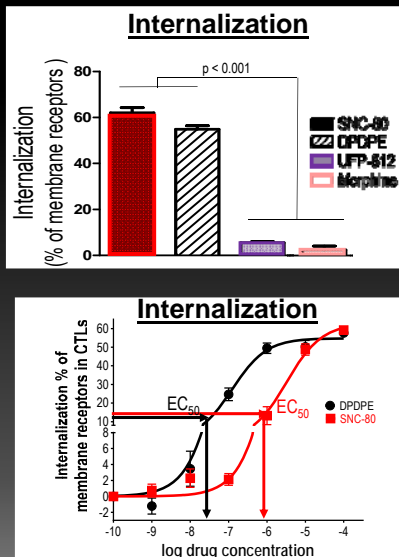 Internalization
p < 0.001
Internalization
(% of membrane receptors )
80
60
40
20
0
SNC-80
DPDPE
UFP-512
Morphine
Internalization
Internalization % of
membrane receptors in CTLs
60
50
40
30
20
10
8
6
4
2
0
-2
EC50
EC50
DPDPE
SNC-80
-10
-9
-8
-7
-6
-5
-4
log drug concentration